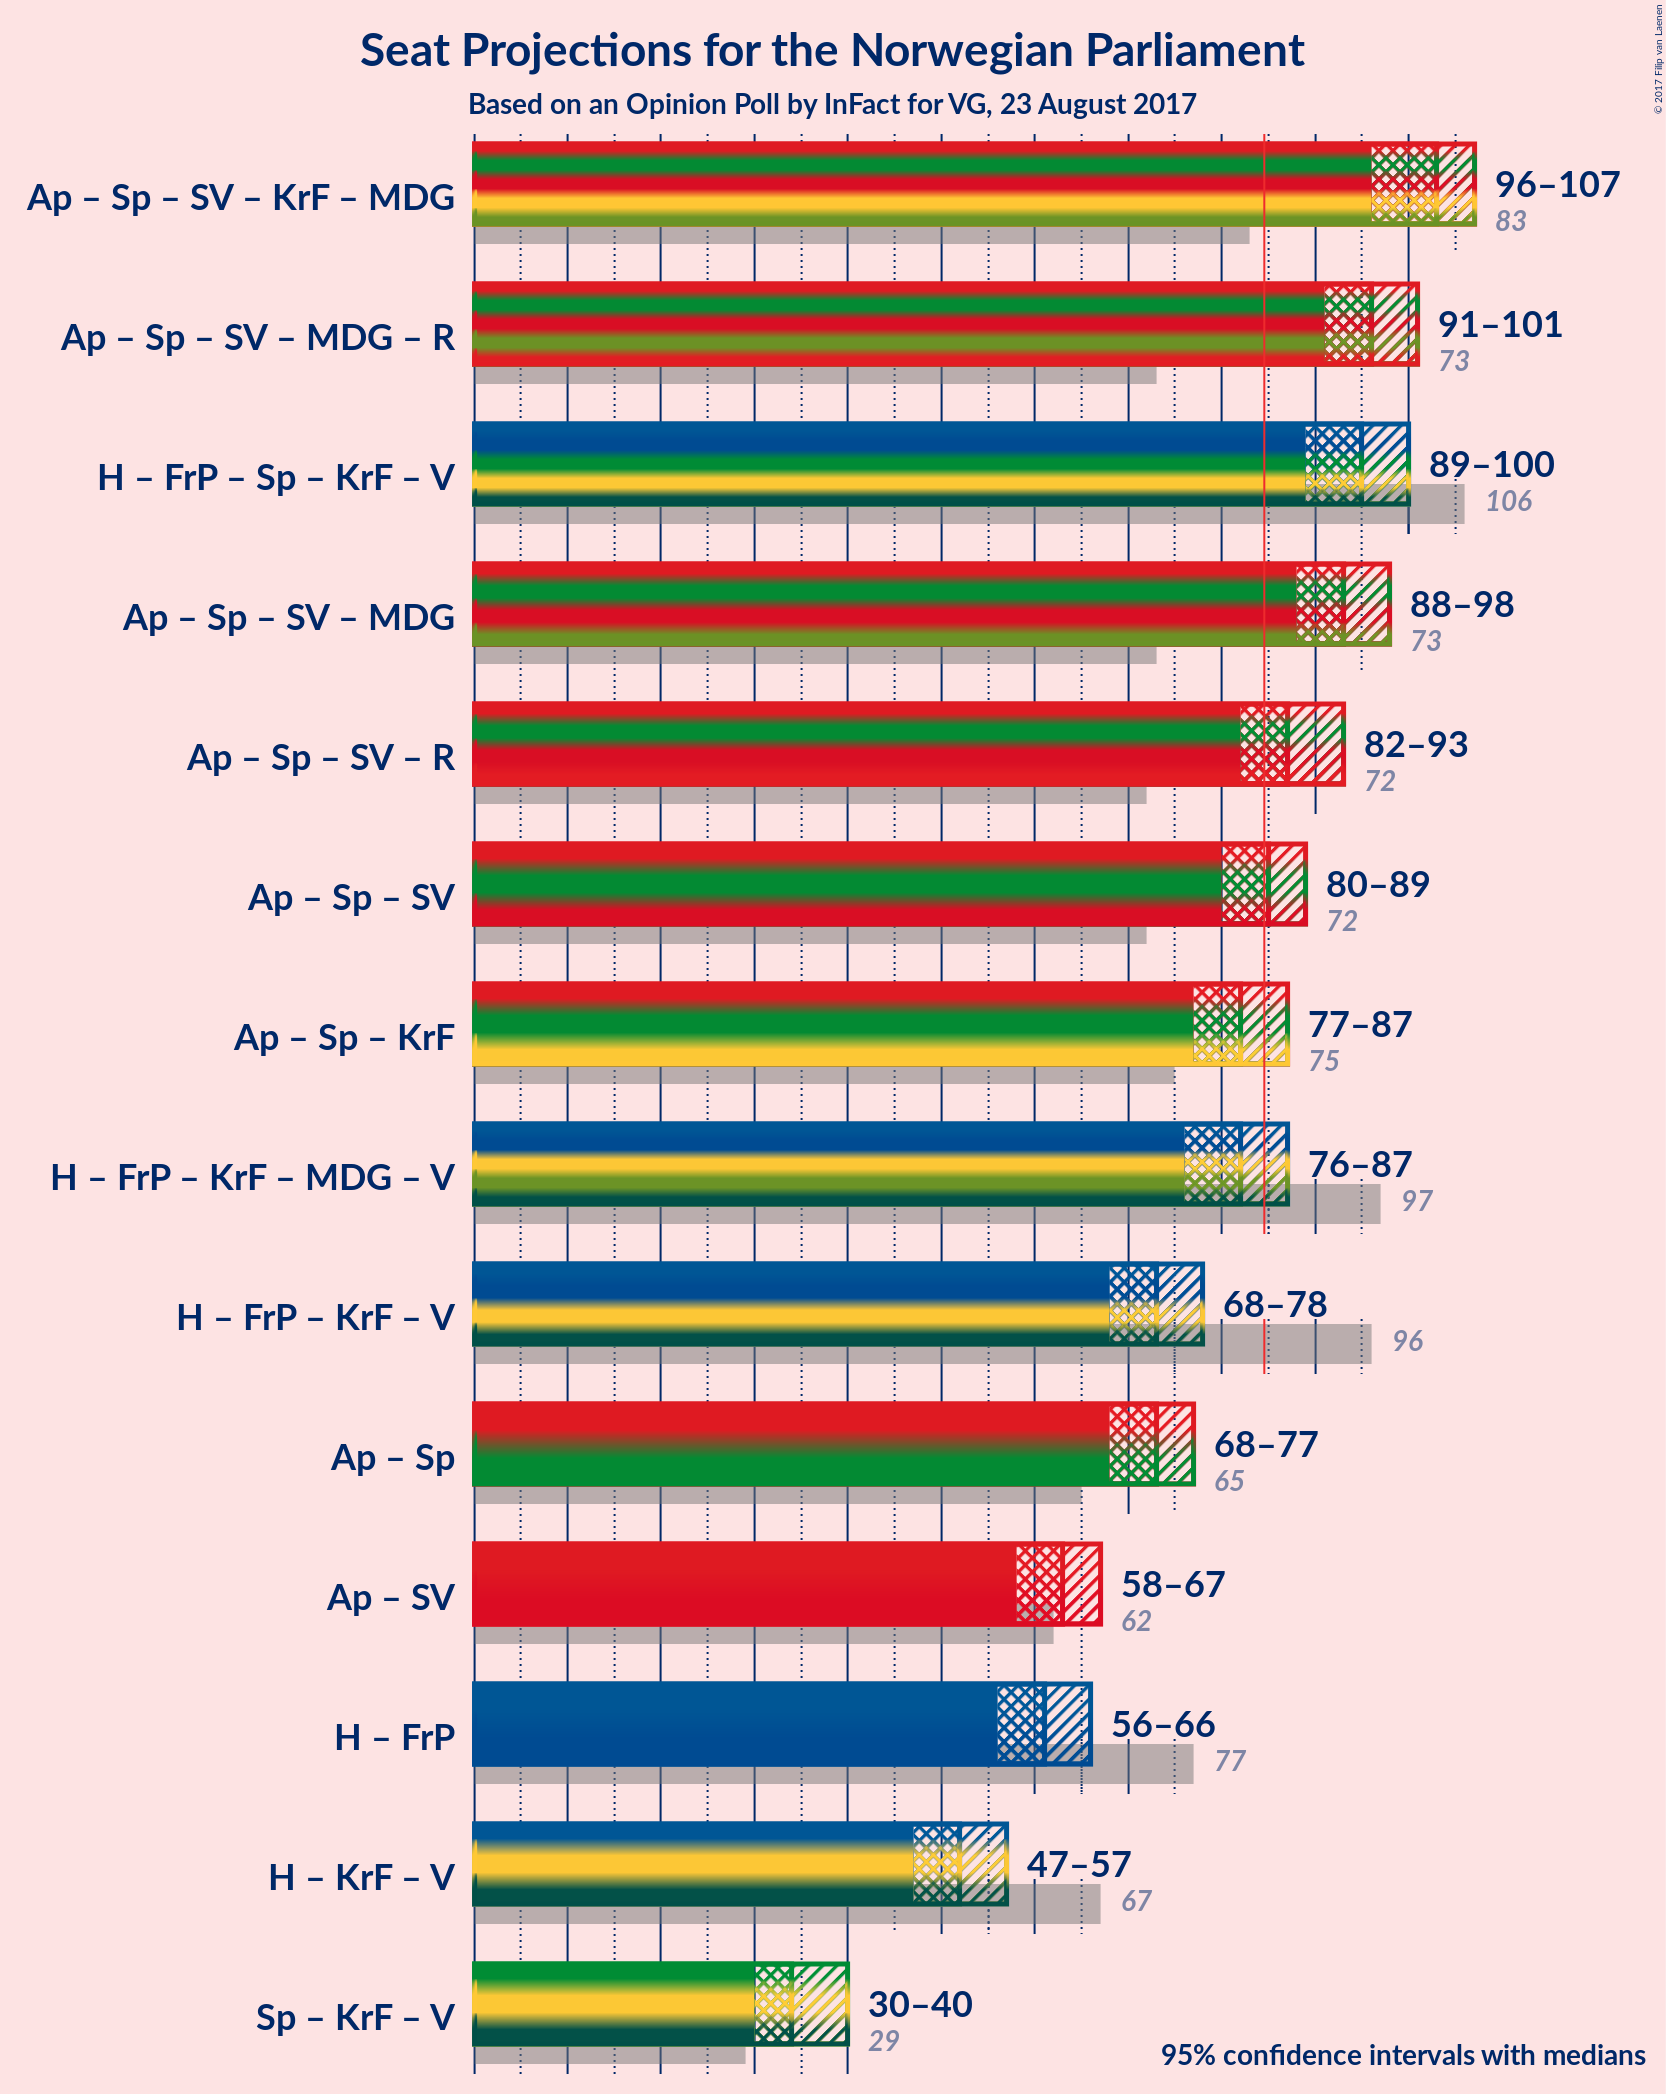 Seat Projections for the Norwegian Parliament
Based on an Opinion Poll by InFact for VG, 23 August 2017
© 2017 Filip van Laenen
Ap – Sp – SV – KrF – MDG
96–107
83
Ap – Sp – SV – MDG – R
91–101
73
H – FrP – Sp – KrF – V
89–100
106
Ap – Sp – SV – MDG
88–98
73
Ap – Sp – SV – R
82–93
72
Ap – Sp – SV
80–89
72
Ap – Sp – KrF
77–87
75
H – FrP – KrF – MDG – V
76–87
97
H – FrP – KrF – V
68–78
96
Ap – Sp
68–77
65
Ap – SV
58–67
62
H – FrP
56–66
77
H – KrF – V
47–57
67
Sp – KrF – V
30–40
29
95% confidence intervals with medians